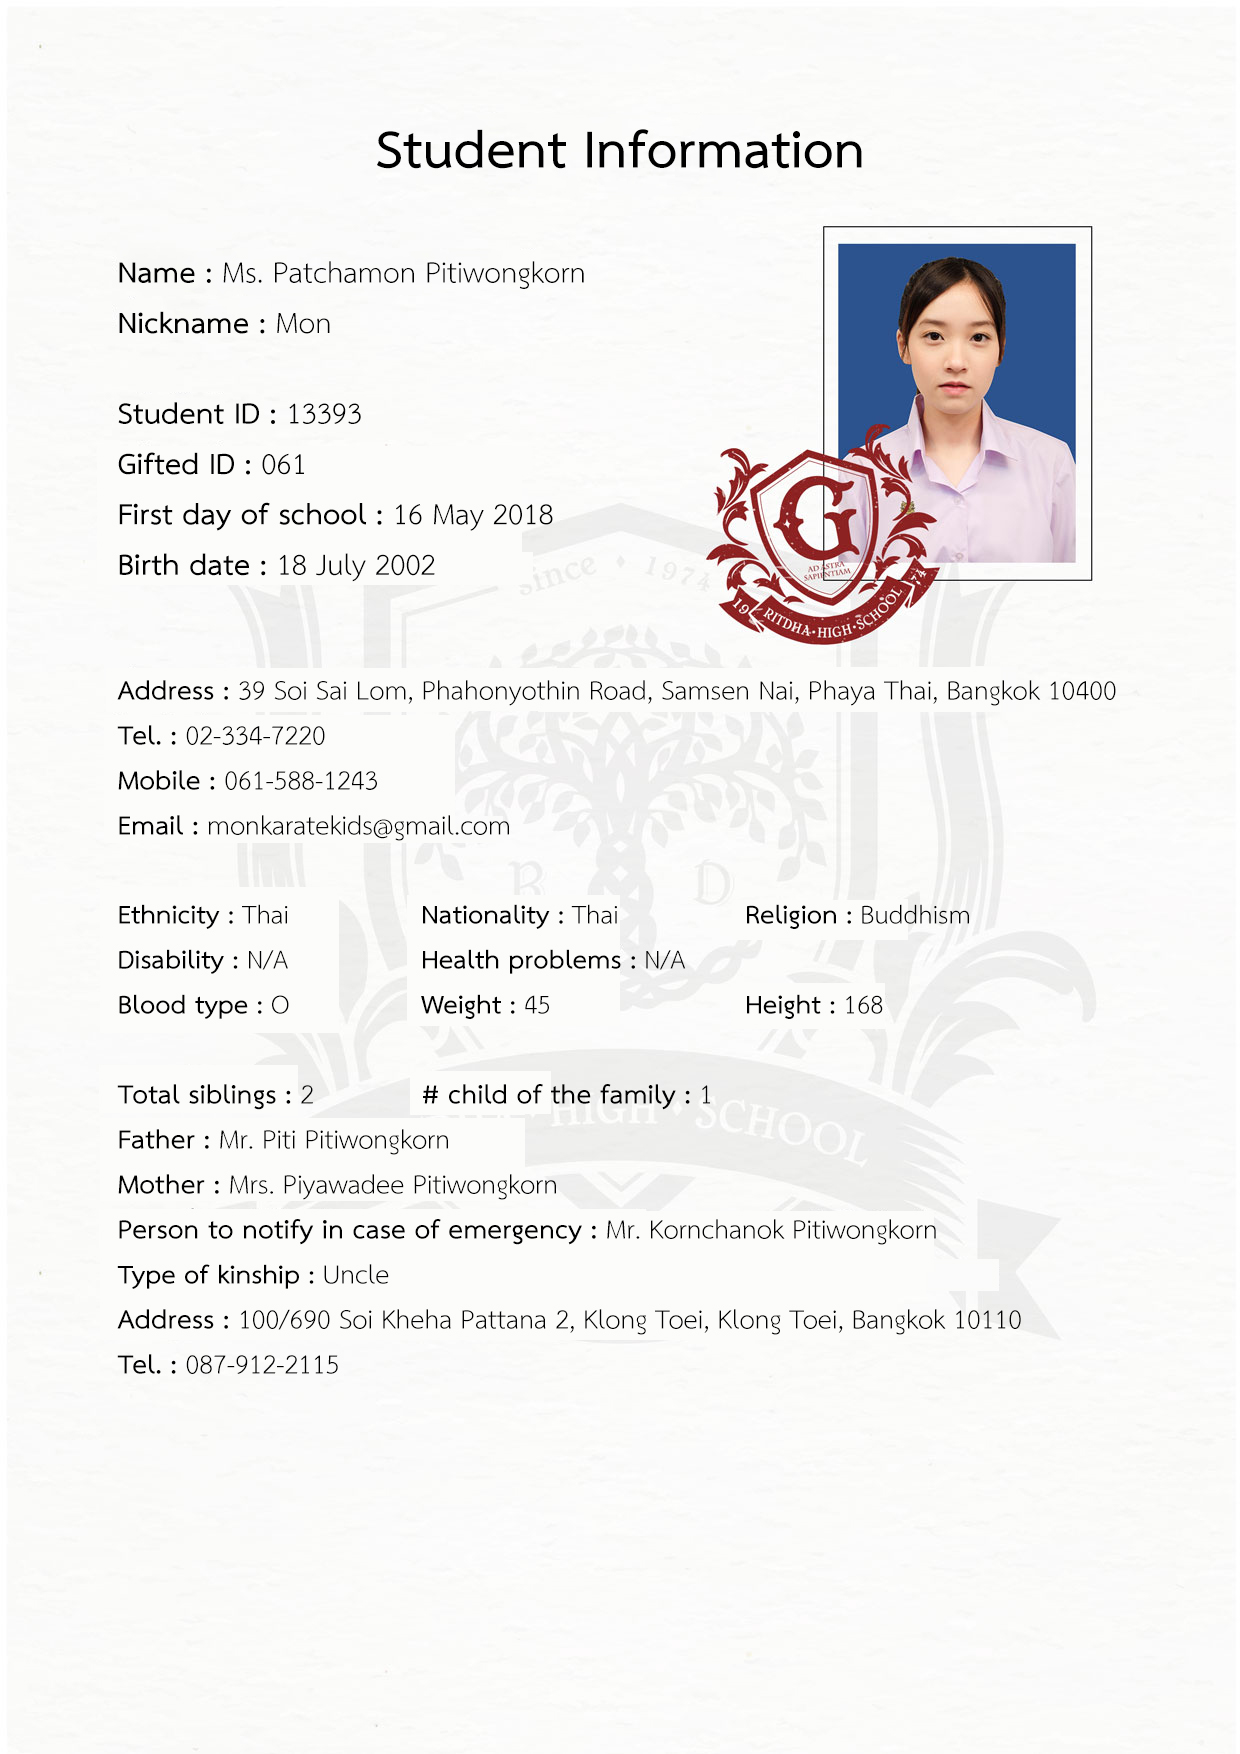 Student Information
Name : Ms. Patchamon Pitiwongkorn
Nickname : Mon
Student ID : 13393
Gifted ID : 061
First day of school : 16 May 2018
Birth date : 18 July 2002
G
AD ASTRA
SAPIENTIAM
19 74
RITDHA·HIGH·SCHOOL
since · 1974
Address : 39 Soi Sai Lom, Phahonyothin Road, Samsen Nai, Phaya Thai, Bangkok 10400
Tel. : 02-334-7220
Mobile : 061-588-1243
Email : monkaratekids@gmail.com
R D
Ethnicity : Thai Nationality : Thai Religion : Buddhism
Disability : N/A Health problems : N/A
Blood type : O Weight : 45 Height : 168
Total siblings : 2 # child of the family : 1
HIGH · SCHOOL
Father : Mr. Piti Pitiwongkorn
Mother : Mrs. Piyawadee Pitiwongkorn
Person to notify in case of emergency : Mr. Kornchanok Pitiwongkorn
Type of kinship : Uncle
Address : 100/690 Soi Kheha Pattana 2, Klong Toei, Klong Toei, Bangkok 10110
Tel. : 087-912-2115